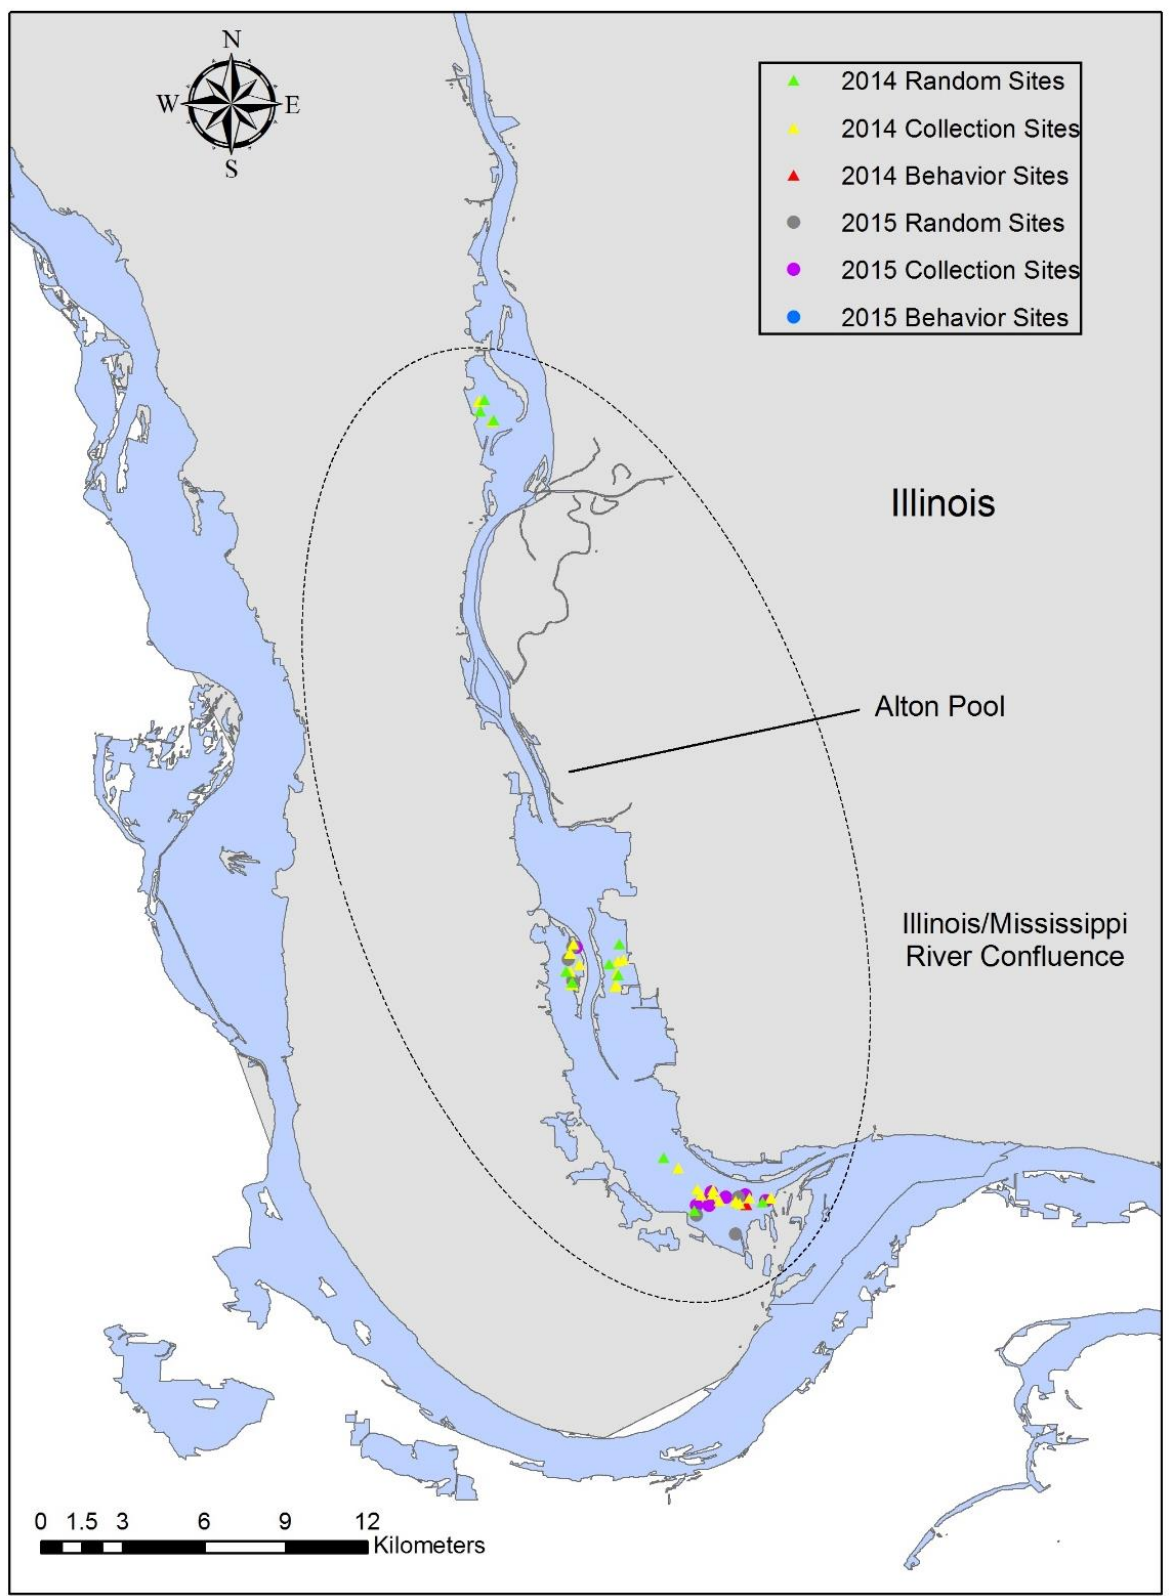 N
W E
S
2014 Random Sites
2014 Collection Sites
2014 Behavior Sites
2015 Random Sites
2015 Collection Sites
2015 Behavior Sites
Illinois
Alton Pool
Illinois/Mississippi
River Confluence
0 1.5 3 6 9 12
Kilometers